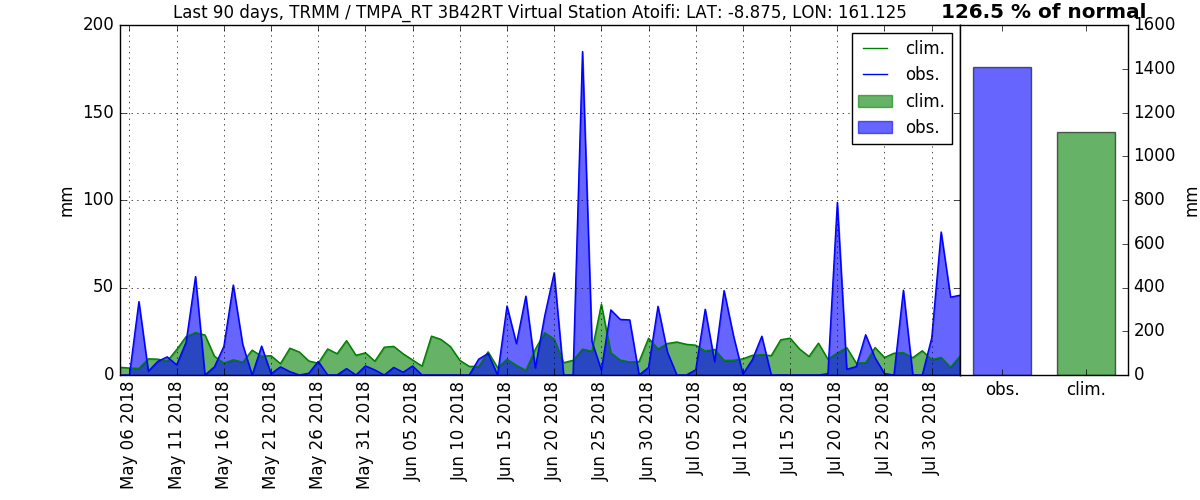 Last 90 days, TRMM / TMPA_RT 3B42RT Virtual Station Atoifi: LAT: -8.875, LON: 161.125
126.5 % of normal
200
150
100
50
0
mm
clim.
obs.
clim.
obs.
1600
1400
1200
1000
800
600
400
200
0
mm
obs.
clim.
May 06 2018
May 11 2018
May 16 2018
May 21 2018
May 26 2018
May 31 2018
Jun 05 2018
Jun 10 2018
Jun 15 2018
Jun 20 2018
Jun 25 2018
Jun 30 2018
Jul 05 2018
Jul 10 2018
Jul 15 2018
Jul 20 2018
Jul 25 2018
Jul 30 2018